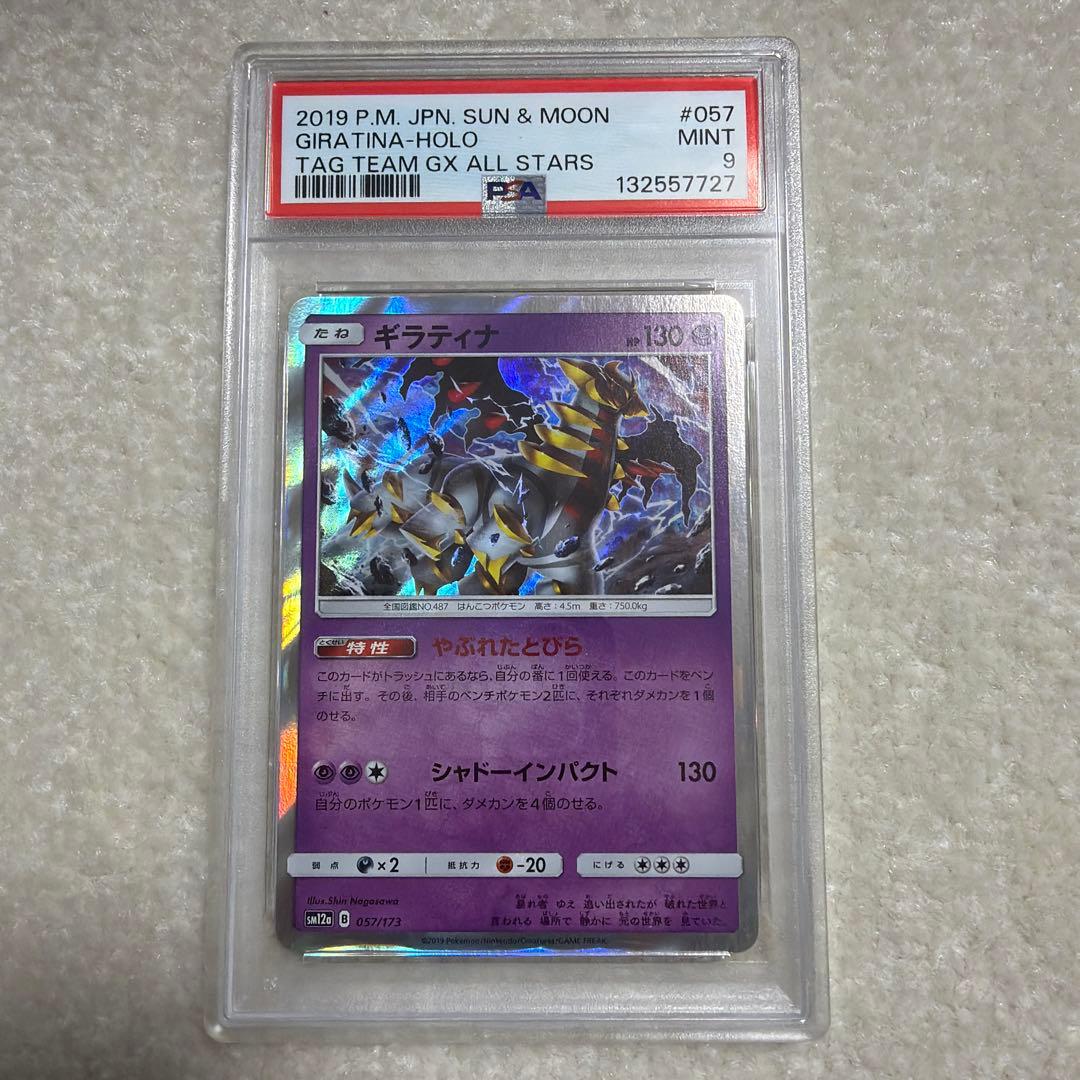 2019 P.M. JPN. SUN & MOON #057
GIRATINA-HOLO MINT
TAG TEAM GX ALL STARS 9
PSA 132557727
たね ギラティナ HP 130
全国図鑑NO.487 はんこつポケモン 高さ:4.5m 重さ:750.0kg
とくせい 特性 やぶれたとびら
このカードがトラッシュにあるなら、自分の番に1回使える。このカードをベン
チに出す。その後、相手のベンチポケモン2匹に、それぞれダメカンを1個
のせる。
シャドーインパクト 130
自分のポケモン1匹に、ダメカンを4個のせる。
弱点 ×2 抵抗力 -20 にげる
Illus.Shin Nagasawa
暴れ者 ゆえ 追い出されたが 破れた世界と
SM12a B 057/173 言われる 場所で 静かに 元の世界を 見ていた。
©2019 Pokémon/Nintendo/Creatures/GAME FREAK